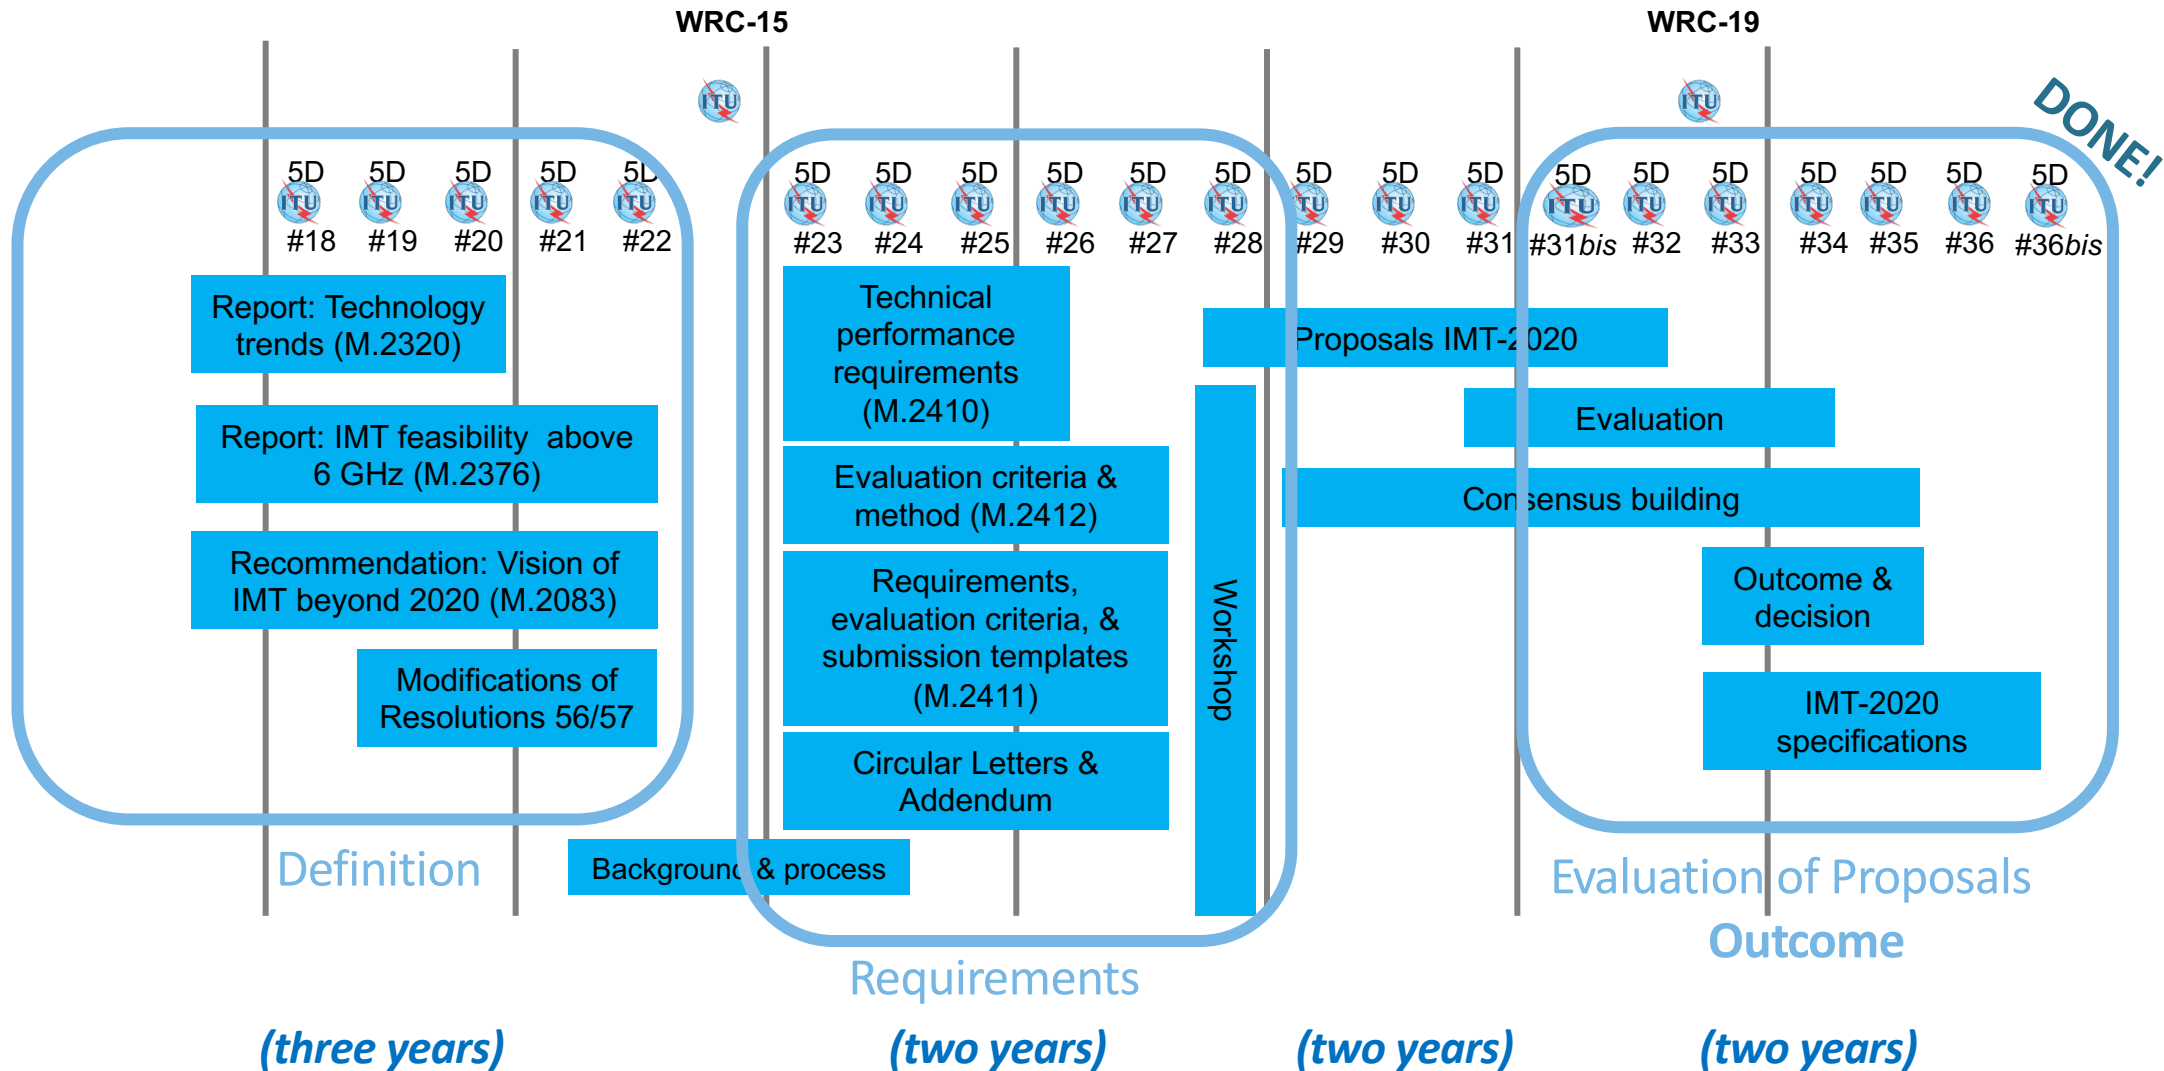 WRC-15
WRC-19
DONE!
5D 5D 5D 5D 5D 5D 5D 5D 5D 5D 5D 5D 5D 5D 5D 5D 5D 5D 5D 5D 5D
ITU ITU ITU ITU ITU ITU ITU ITU ITU ITU ITU ITU ITU ITU ITU ITU ITU ITU ITU ITU ITU
#18 #19 #20 #21 #22 #23 #24 #25 #26 #27 #28 #29 #30 #31 #31bis #32 #33 #34 #35 #36 #36bis
ITU
ITU
Report: Technology
trends (M.2320)
Report: IMT feasibility above
6 GHz (M.2376)
Recommendation: Vision of
IMT beyond 2020 (M.2083)
Modifications of
Resolutions 56/57
Definition
Background & process
Technical
performance
requirements
(M.2410)
Evaluation criteria &
method (M.2412)
Requirements,
evaluation criteria, &
submission templates
(M.2411)
Circular Letters &
Addendum
Workshop
Requirements
Proposals IMT-2020
Evaluation
Consensus building
Outcome &
decision
IMT-2020
specifications
Evaluation of Proposals
Outcome
(three years)
(two years)
(two years)
(two years)